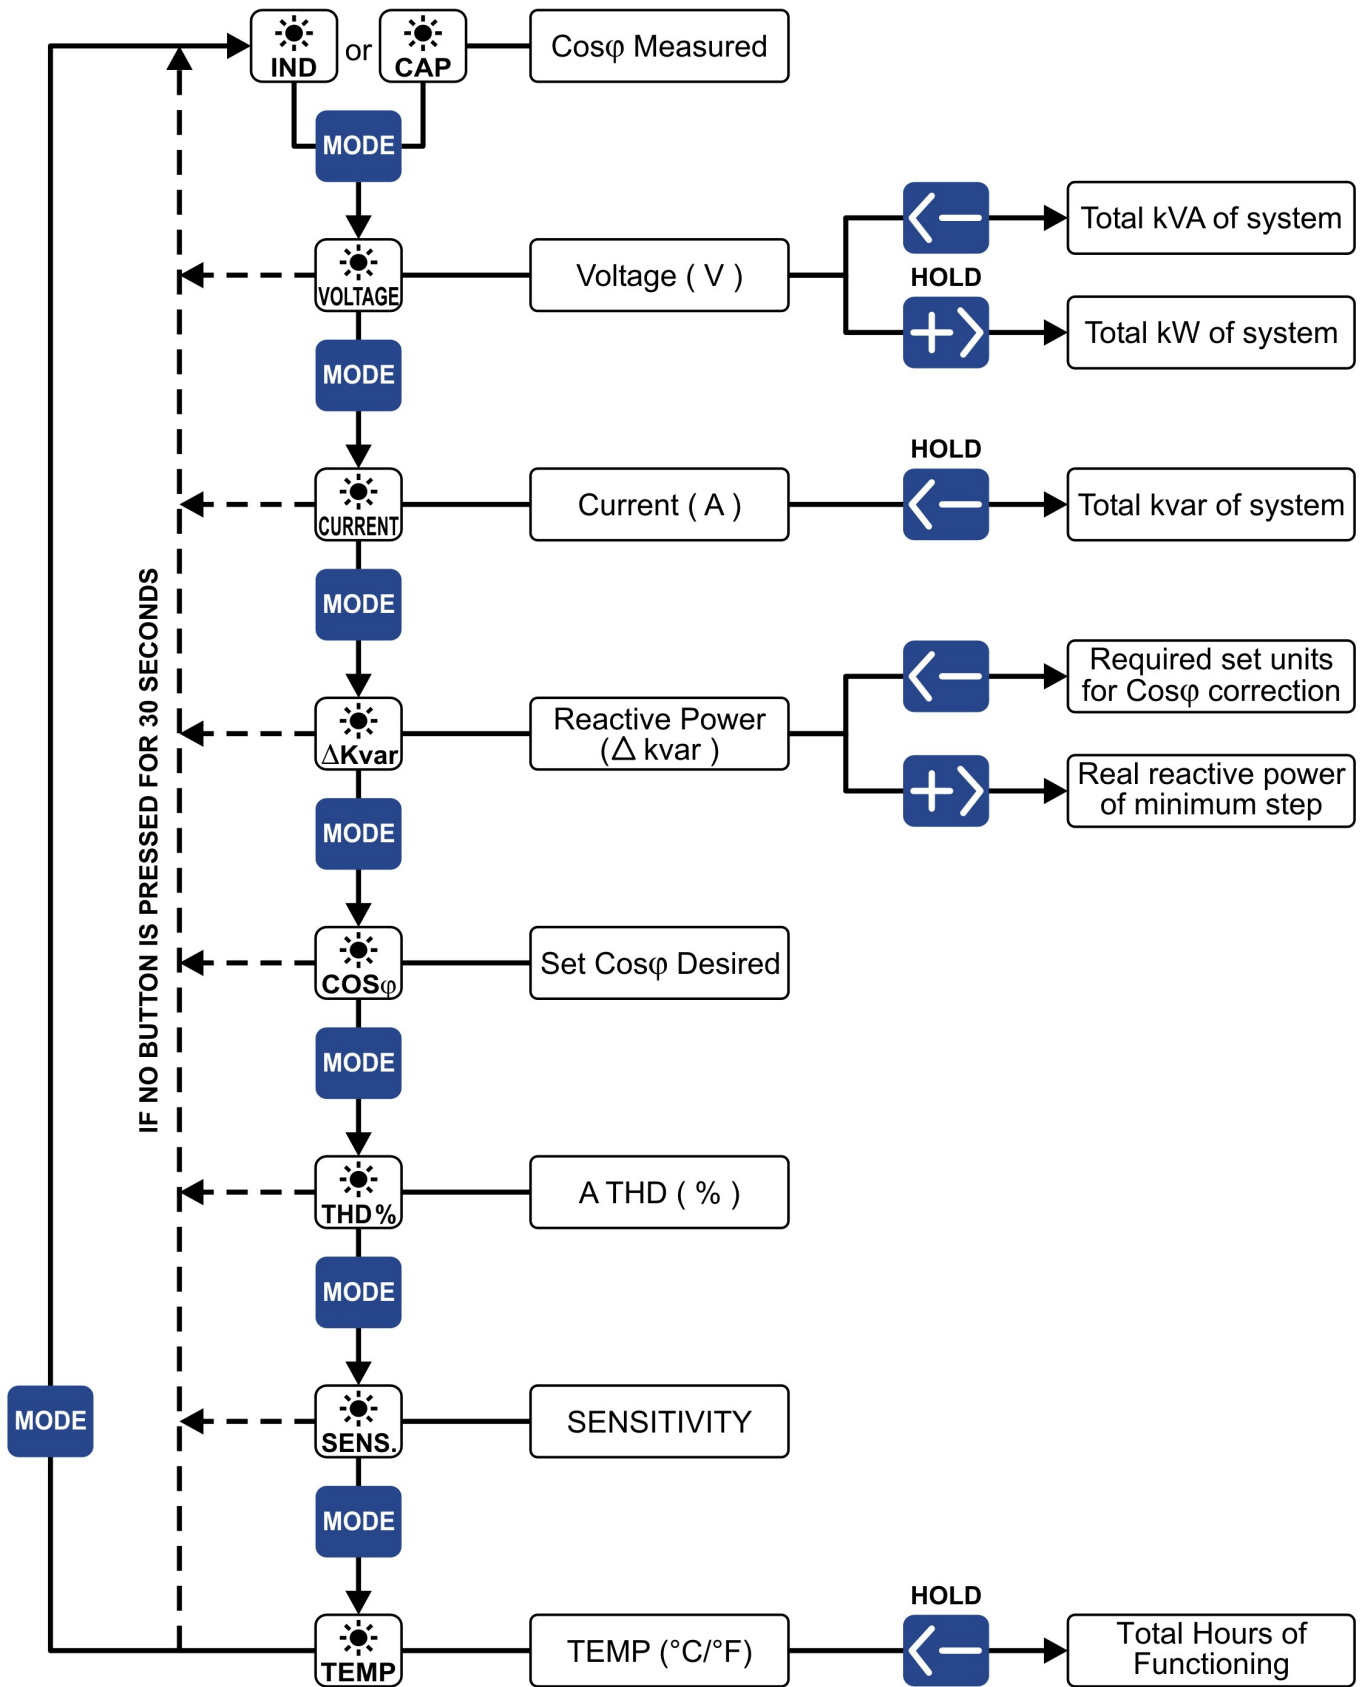 IND or CAP Cosφ Measured
MODE
VOLTAGE Voltage ( V )
Total kVA of system
HOLD
Total kW of system
MODE
CURRENT Current ( A )
HOLD
Total kvar of system
MODE
ΔKvar
Reactive Power
(Δ kvar )
Required set units
for Cosφ correction
Real reactive power
of minimum step
MODE
COSφ Set Cosφ Desired
MODE
THD% A THD ( % )
MODE
SENS. SENSITIVITY
MODE
TEMP TEMP (°C/°F)
HOLD
Total Hours of
Functioning
MODE
IF NO BUTTON IS PRESSED FOR 30 SECONDS